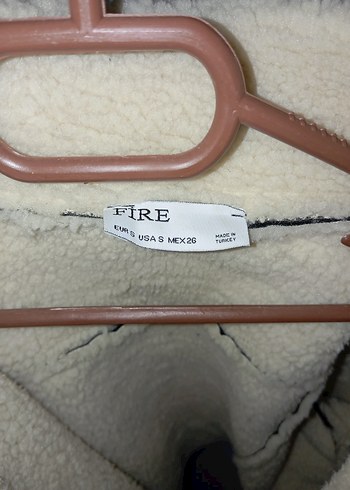 FIRE
EUR S USA S MEX 26
MADE IN
TURKEY